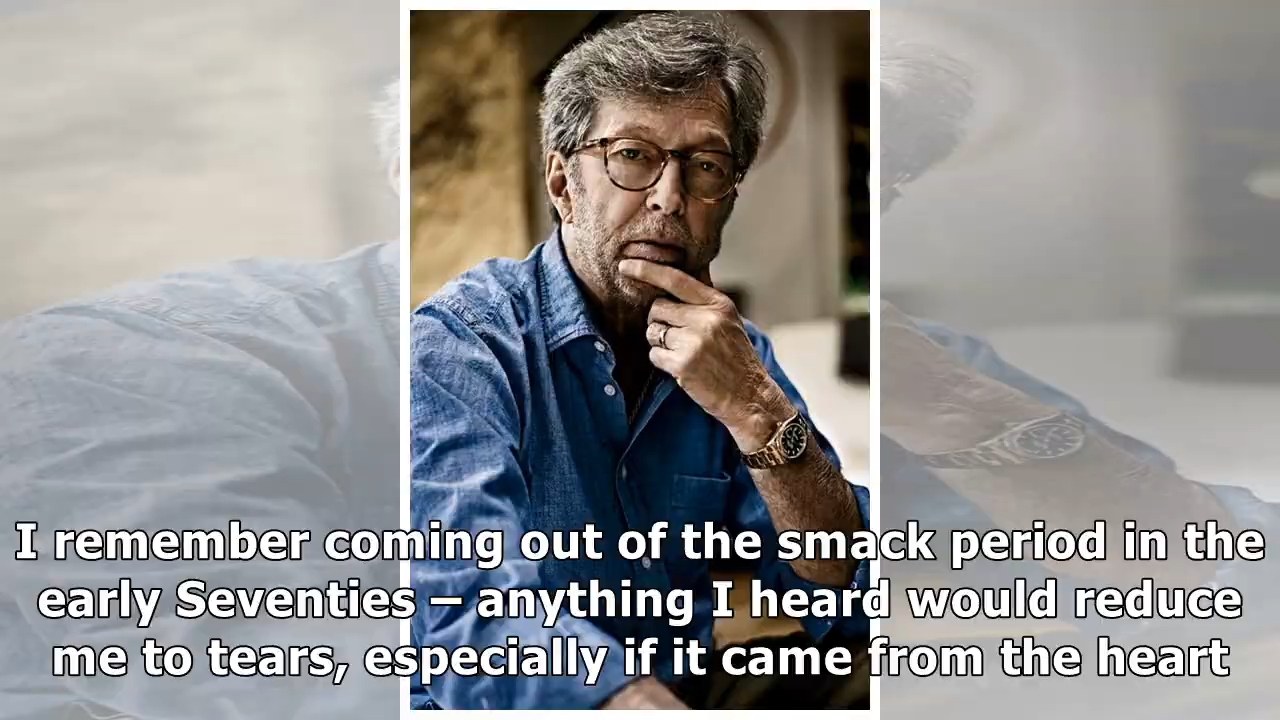 I remember coming out of the smack period in the
early Seventies – anything I heard would reduce
me to tears, especially if it came from the heart